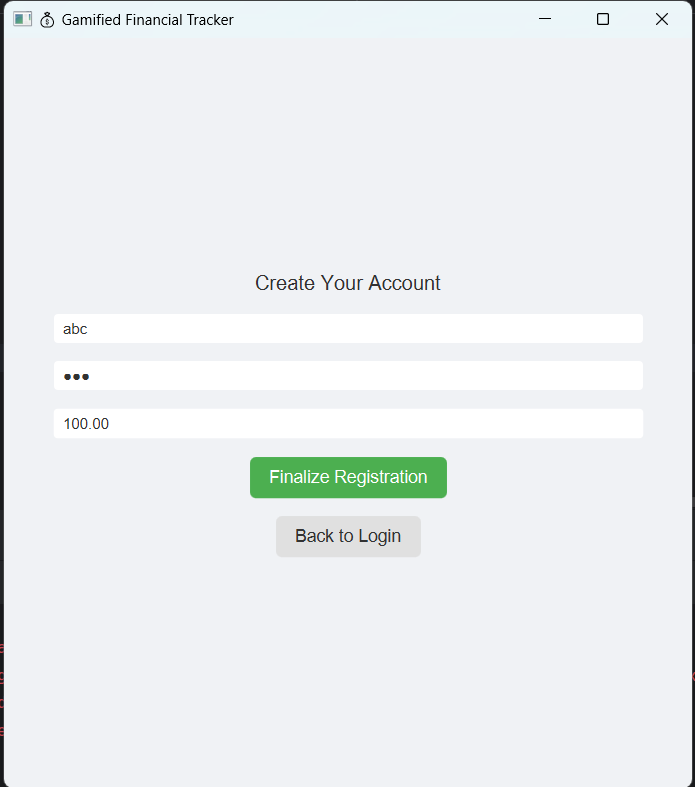 Gamified Financial Tracker
Create Your Account
abc
●●●
100.00
Finalize Registration
Back to Login